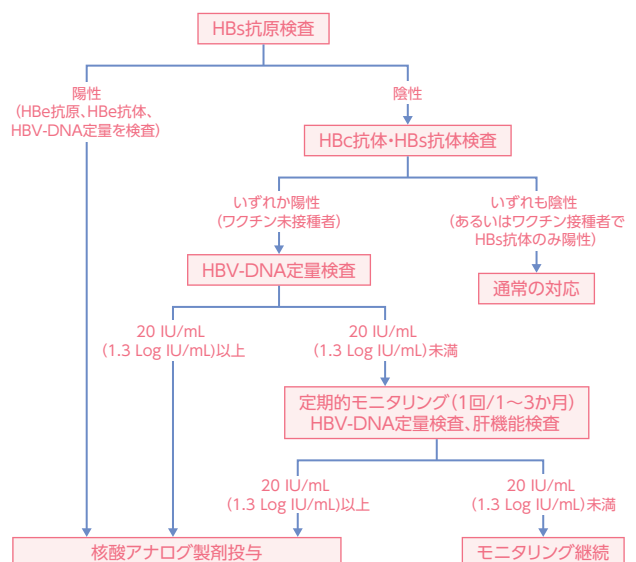 HBs抗原検査
陽性
(HBe抗原、HBe抗体、
HBV-DNA定量を検査)
陰性
HBc抗体・HBs抗体検査
いずれか陽性
(ワクチン未接種者)
いずれも陰性
(あるいはワクチン接種者で
HBs抗体のみ陽性)
HBV-DNA定量検査
通常の対応
20 IU/mL
(1.3 Log IU/mL)以上
20 IU/mL
(1.3 Log IU/mL)未満
定期的モニタリング(1回/1〜3か月)
HBV-DNA定量検査、肝機能検査
20 IU/mL
(1.3 Log IU/mL)以上
20 IU/mL
(1.3 Log IU/mL)未満
核酸アナログ製剤投与
モニタリング継続